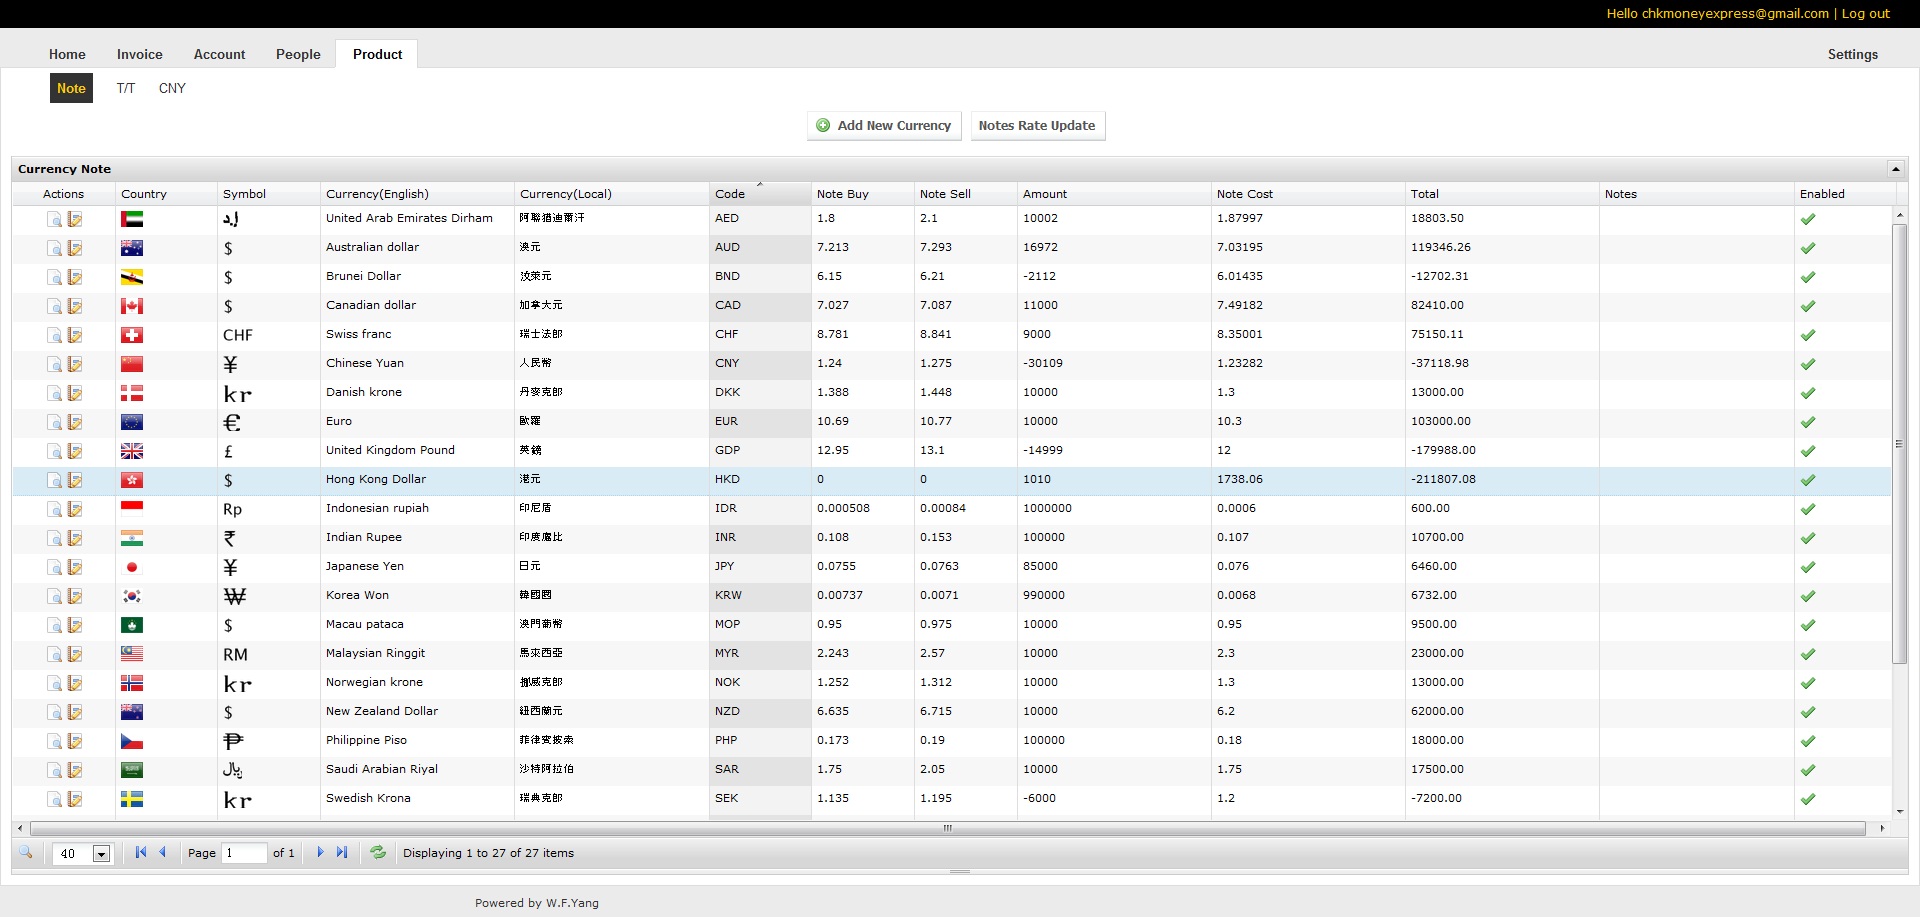 Hello chkmoneyexpress@gmail.com | Log out
Home Invoice Account People Product Settings
Note T/T CNY
Add New Currency Notes Rate Update
Currency Note
Actions Country Symbol Currency(English) Currency(Local) Code Note Buy Note Sell Amount Note Cost Total Notes Enabled
د.إ United Arab Emirates Dirham 阿聯猶迪爾汗 AED 1.8 2.1 10002 1.87997 18803.50
$ Australian dollar 澳元 AUD 7.213 7.293 16972 7.03195 119346.26
$ Brunei Dollar 汶萊元 BND 6.15 6.21 -2112 6.01435 -12702.31
$ Canadian dollar 加拿大元 CAD 7.027 7.087 11000 7.49182 82410.00
CHF Swiss franc 瑞士法郎 CHF 8.781 8.841 9000 8.35001 75150.11
¥ Chinese Yuan 人民幣 CNY 1.24 1.275 -30109 1.23282 -37118.98
kr Danish krone 丹麥克郎 DKK 1.388 1.448 10000 1.3 13000.00
€ Euro 歐羅 EUR 10.69 10.77 10000 10.3 103000.00
£ United Kingdom Pound 英鎊 GDP 12.95 13.1 -14999 12 -179988.00
$ Hong Kong Dollar 港元 HKD 0 0 1010 1738.06 -211807.08
Rp Indonesian rupiah 印尼盾 IDR 0.000508 0.00084 1000000 0.0006 600.00
₹ Indian Rupee 印度盧比 INR 0.108 0.153 100000 0.107 10700.00
¥ Japanese Yen 日元 JPY 0.0755 0.0763 85000 0.076 6460.00
₩ Korea Won 韓國圜 KRW 0.00737 0.0071 990000 0.0068 6732.00
$ Macau pataca 澳門葡幣 MOP 0.95 0.975 10000 0.95 9500.00
RM Malaysian Ringgit 馬來西亞 MYR 2.243 2.57 10000 2.3 23000.00
kr Norwegian krone 挪威克郎 NOK 1.252 1.312 10000 1.3 13000.00
$ New Zealand Dollar 紐西蘭元 NZD 6.635 6.715 10000 6.2 62000.00
₱ Philippine Piso 菲律賓披索 PHP 0.173 0.19 100000 0.18 18000.00
﷼ Saudi Arabian Riyal 沙特阿拉伯 SAR 1.75 2.05 10000 1.75 17500.00
kr Swedish Krona 瑞典克郎 SEK 1.135 1.195 -6000 1.2 -7200.00
40 Page 1 of 1 Displaying 1 to 27 of 27 items
Powered by W.F.Yang